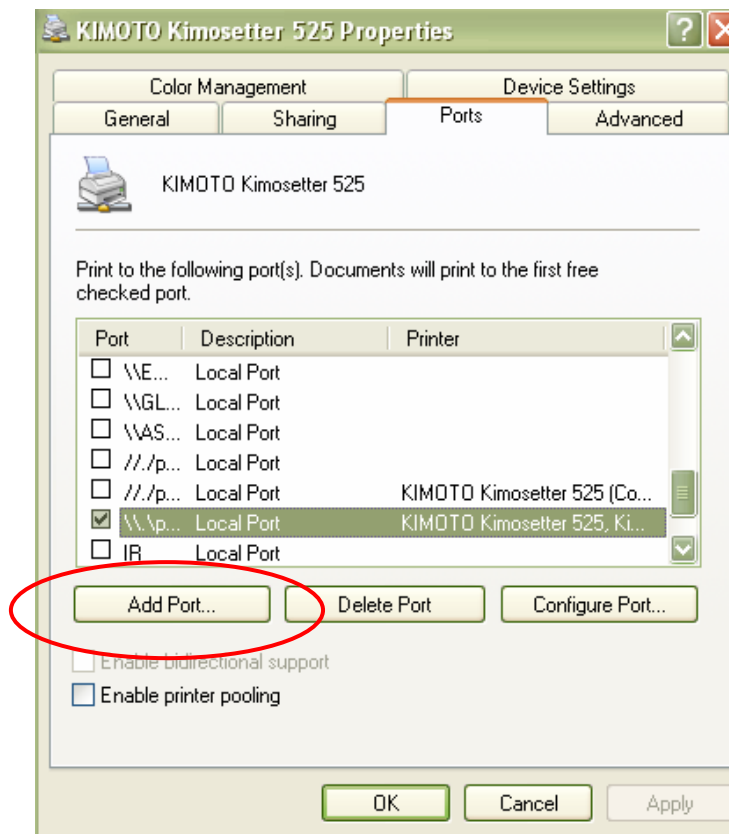 KIMOTO Kimosetter 525 Properties
Color Management Device Settings
General Sharing Ports Advanced
KIMOTO Kimosetter 525
Print to the following port(s). Documents will print to the first free
checked port.
Port Description Printer
\\E... Local Port
\\GL... Local Port
\\AS... Local Port
//./p... Local Port
//./p... Local Port KIMOTO Kimosetter 525 (Co...
\\.\p... Local Port KIMOTO Kimosetter 525, Ki...
IR Local Port
Add Port... Delete Port Configure Port...
Enable bidirectional support
Enable printer pooling
OK Cancel Apply